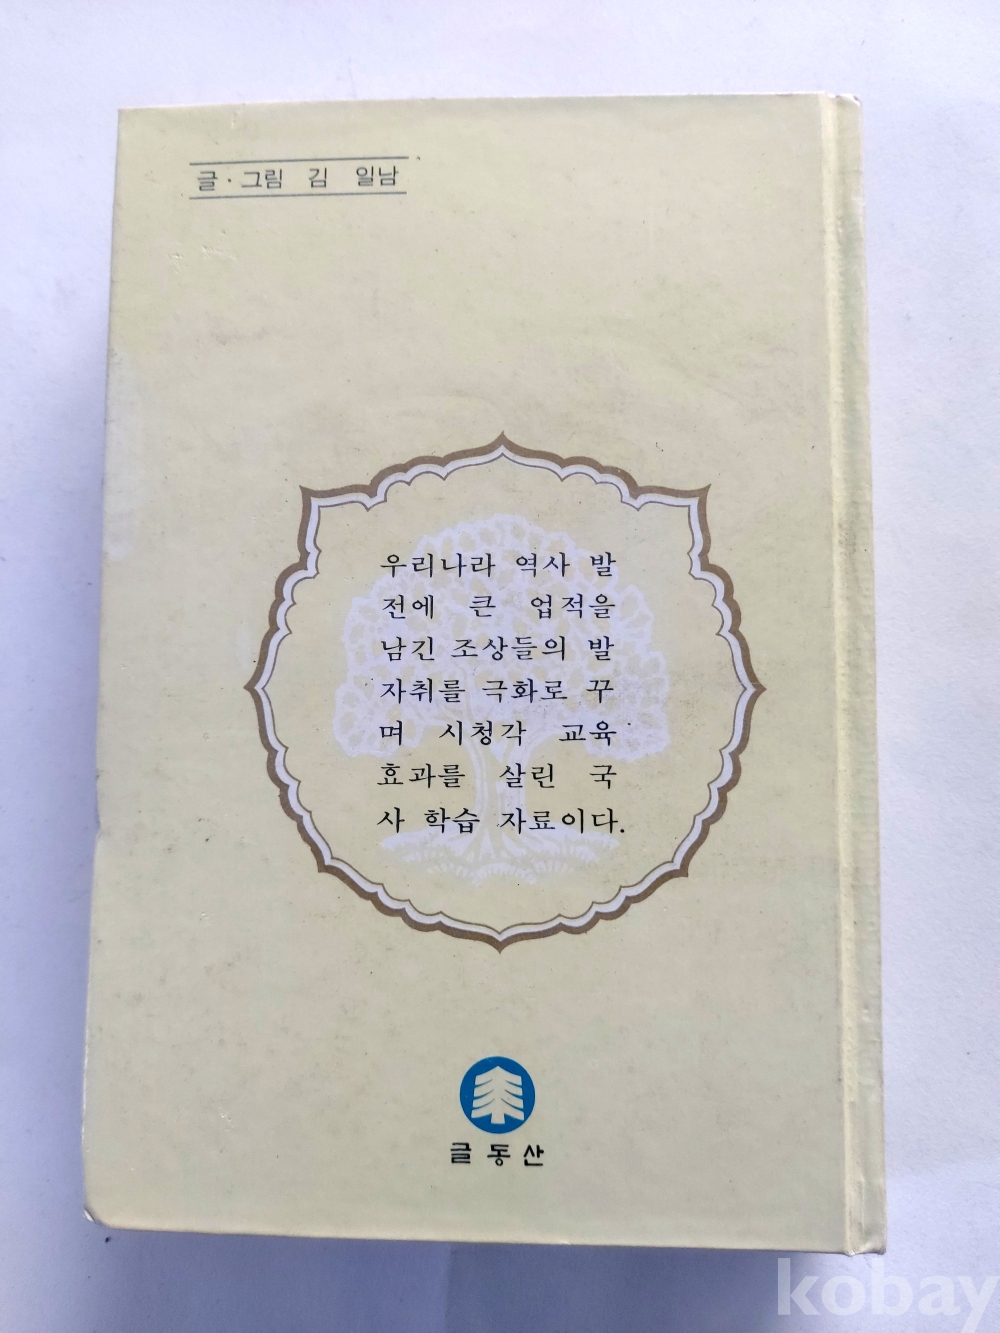 글·그림 김 일남
우리나라 역사 발
전에 큰 업적을
남긴 조상들의 발
자취를 극화로 꾸
며 시청각 교육
효과를 살린 국
사 학습 자료이다.
글동산
kobay